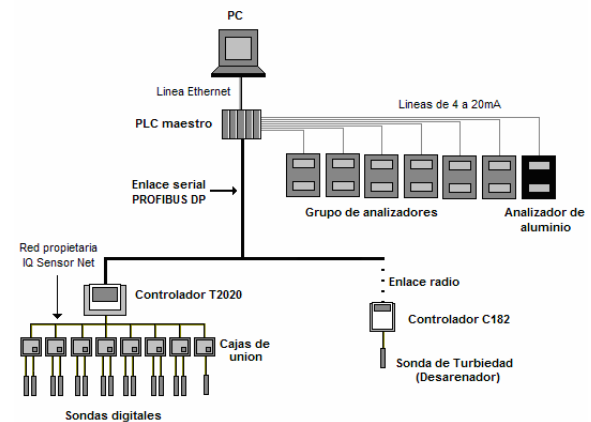 PC
Linea Ethernet
Lineas de 4 a 20mA
PLC maestro
Enlace serial
PROFIBUS DP
Grupo de analizadores
Analizador de
aluminio
Red propietaria
IQ Sensor Net
Enlace radio
Controlador T2020
Controlador C182
Cajas de
union
Sonda de Turbiedad
(Desarenador)
Sondas digitales